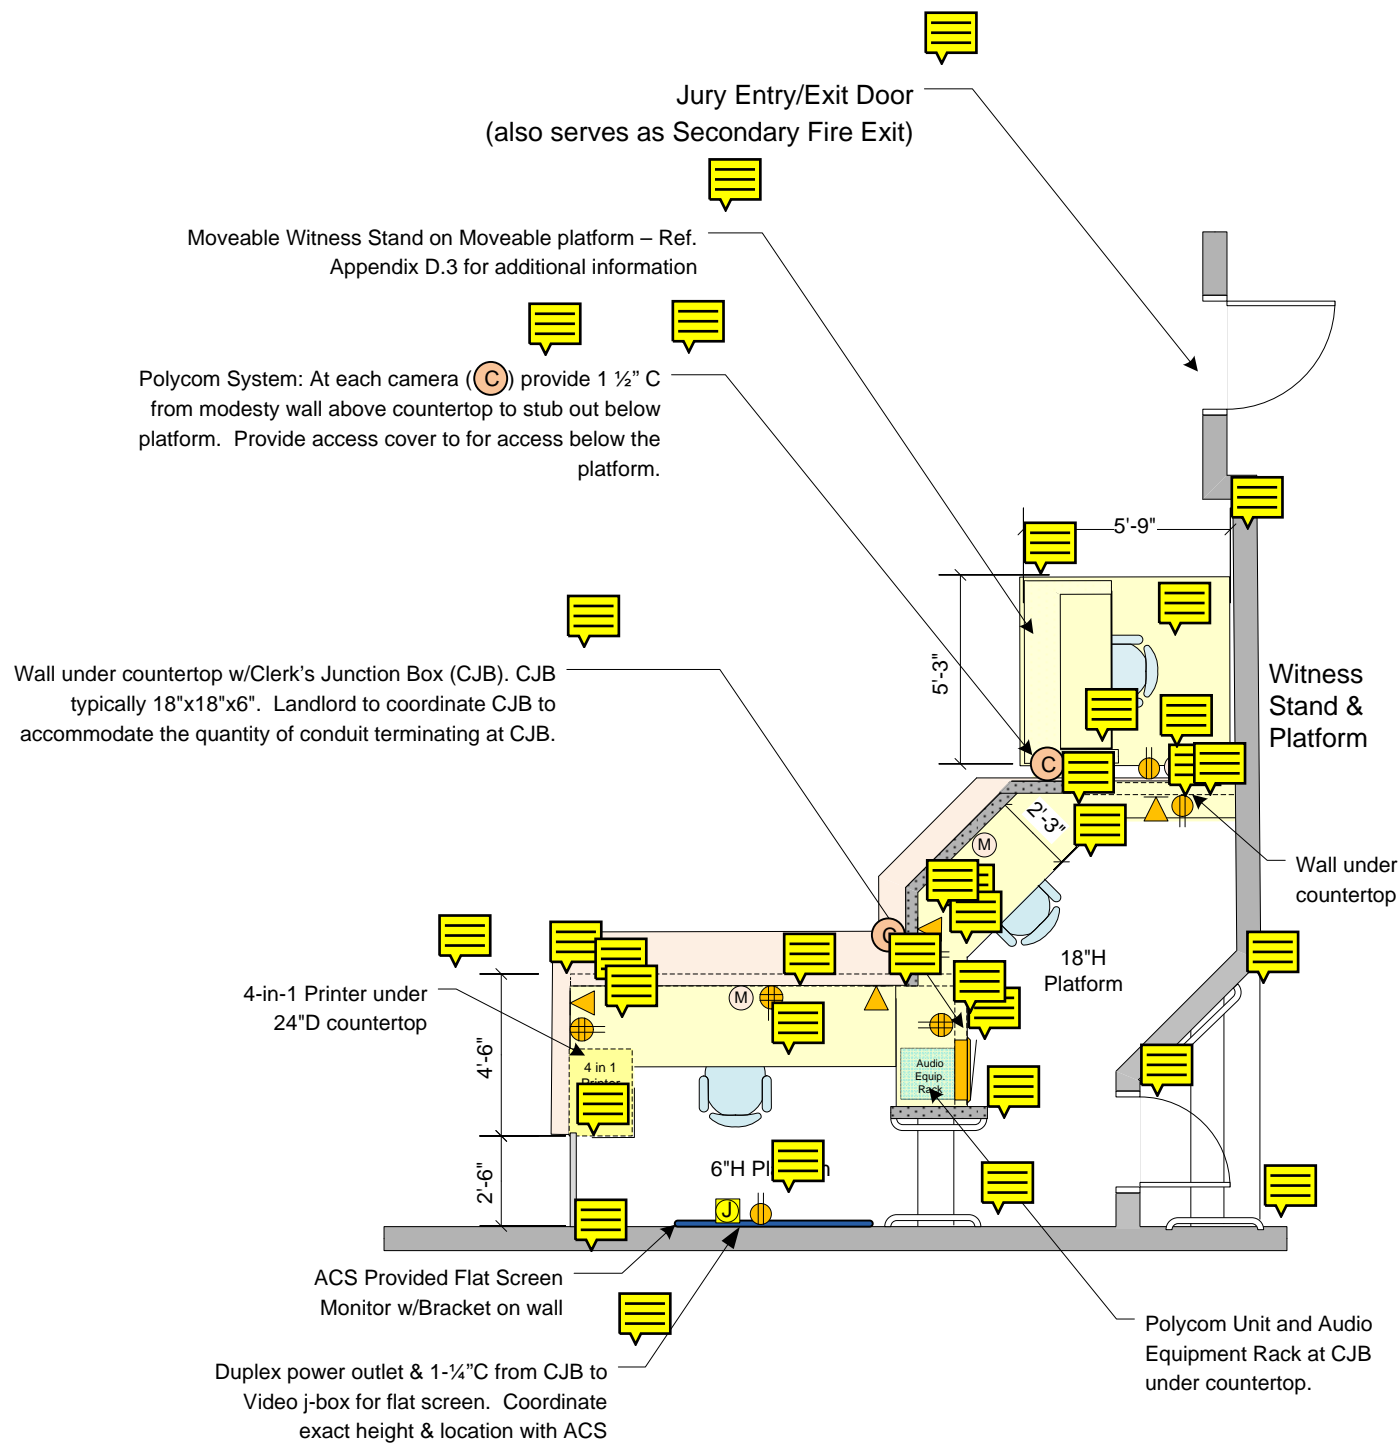 Jury Entry/Exit Door
(also serves as Secondary Fire Exit)
Moveable Witness Stand on Moveable platform – Ref.
Appendix D.3 for additional information
Polycom System: At each camera (C) provide 1 ½” C
from modesty wall above countertop to stub out below
platform. Provide access cover to for access below the
platform.
5'-9"
5'-3"
Wall under countertop w/Clerk's Junction Box (CJB). CJB
typically 18"x18"x6". Landlord to coordinate CJB to
accommodate the quantity of conduit terminating at CJB.
Witness
Stand &
Platform
C
2'-3"
M
Wall under
countertop
18"H
Platform
4-in-1 Printer under
24"D countertop
M
4'-6"
4 in 1
Printer
Audio
Equip.
Rack
2'-6"
6"H
J
ACS Provided Flat Screen
Monitor w/Bracket on wall
Polycom Unit and Audio
Equipment Rack at CJB
under countertop.
Duplex power outlet & 1-¼”C from CJB to
Video j-box for flat screen. Coordinate
exact height & location with ACS